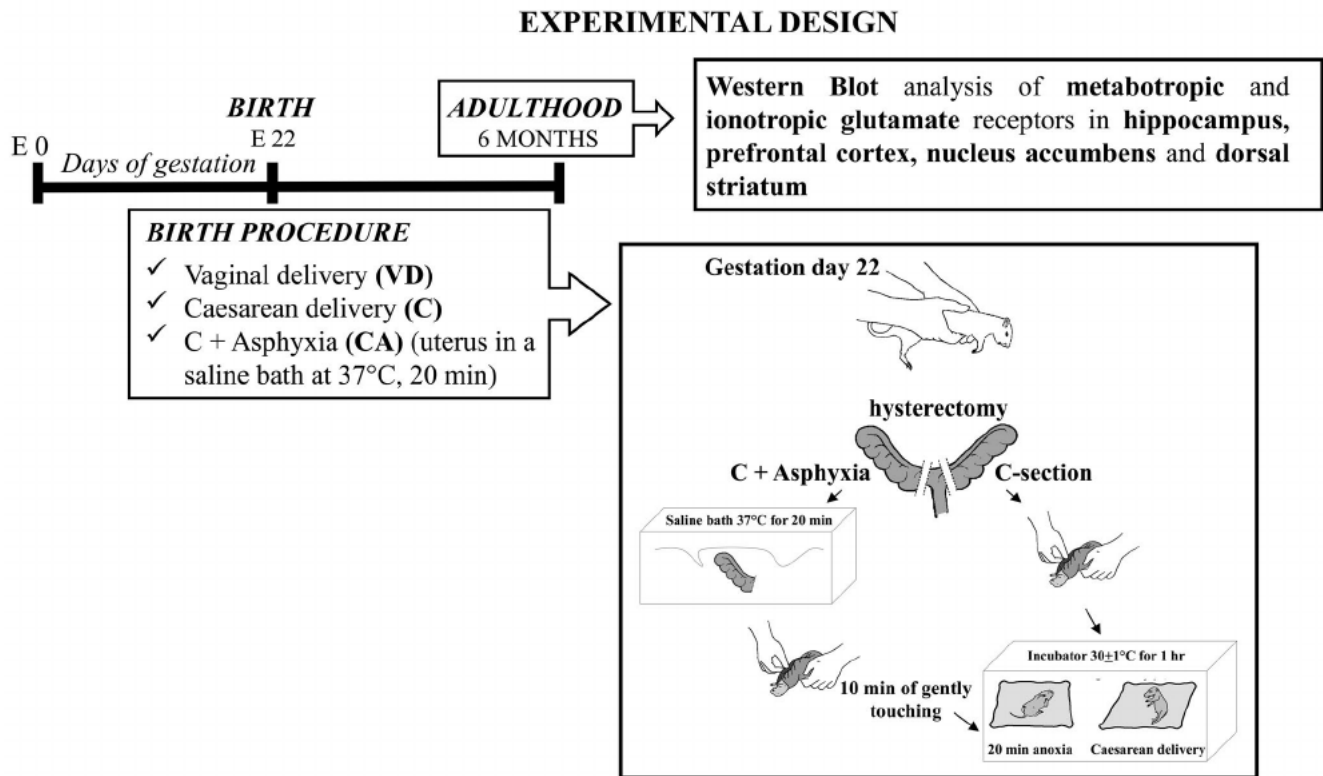 EXPERIMENTAL DESIGN
E 0
Days of gestation
BIRTH
E 22
ADULTHOOD
6 MONTHS
Western Blot analysis of metabotropic and
ionotropic glutamate receptors in hippocampus,
prefrontal cortex, nucleus accumbens and dorsal
striatum
BIRTH PROCEDURE
✓ Vaginal delivery (VD)
✓ Caesarean delivery (C)
✓ C + Asphyxia (CA) (uterus in a
saline bath at 37°C, 20 min)
Gestation day 22
hysterectomy
C + Asphyxia
C-section
Saline bath 37°C for 20 min
10 min of gently
touching
Incubator 30±1°C for 1 hr
20 min anoxia
Caesarean delivery